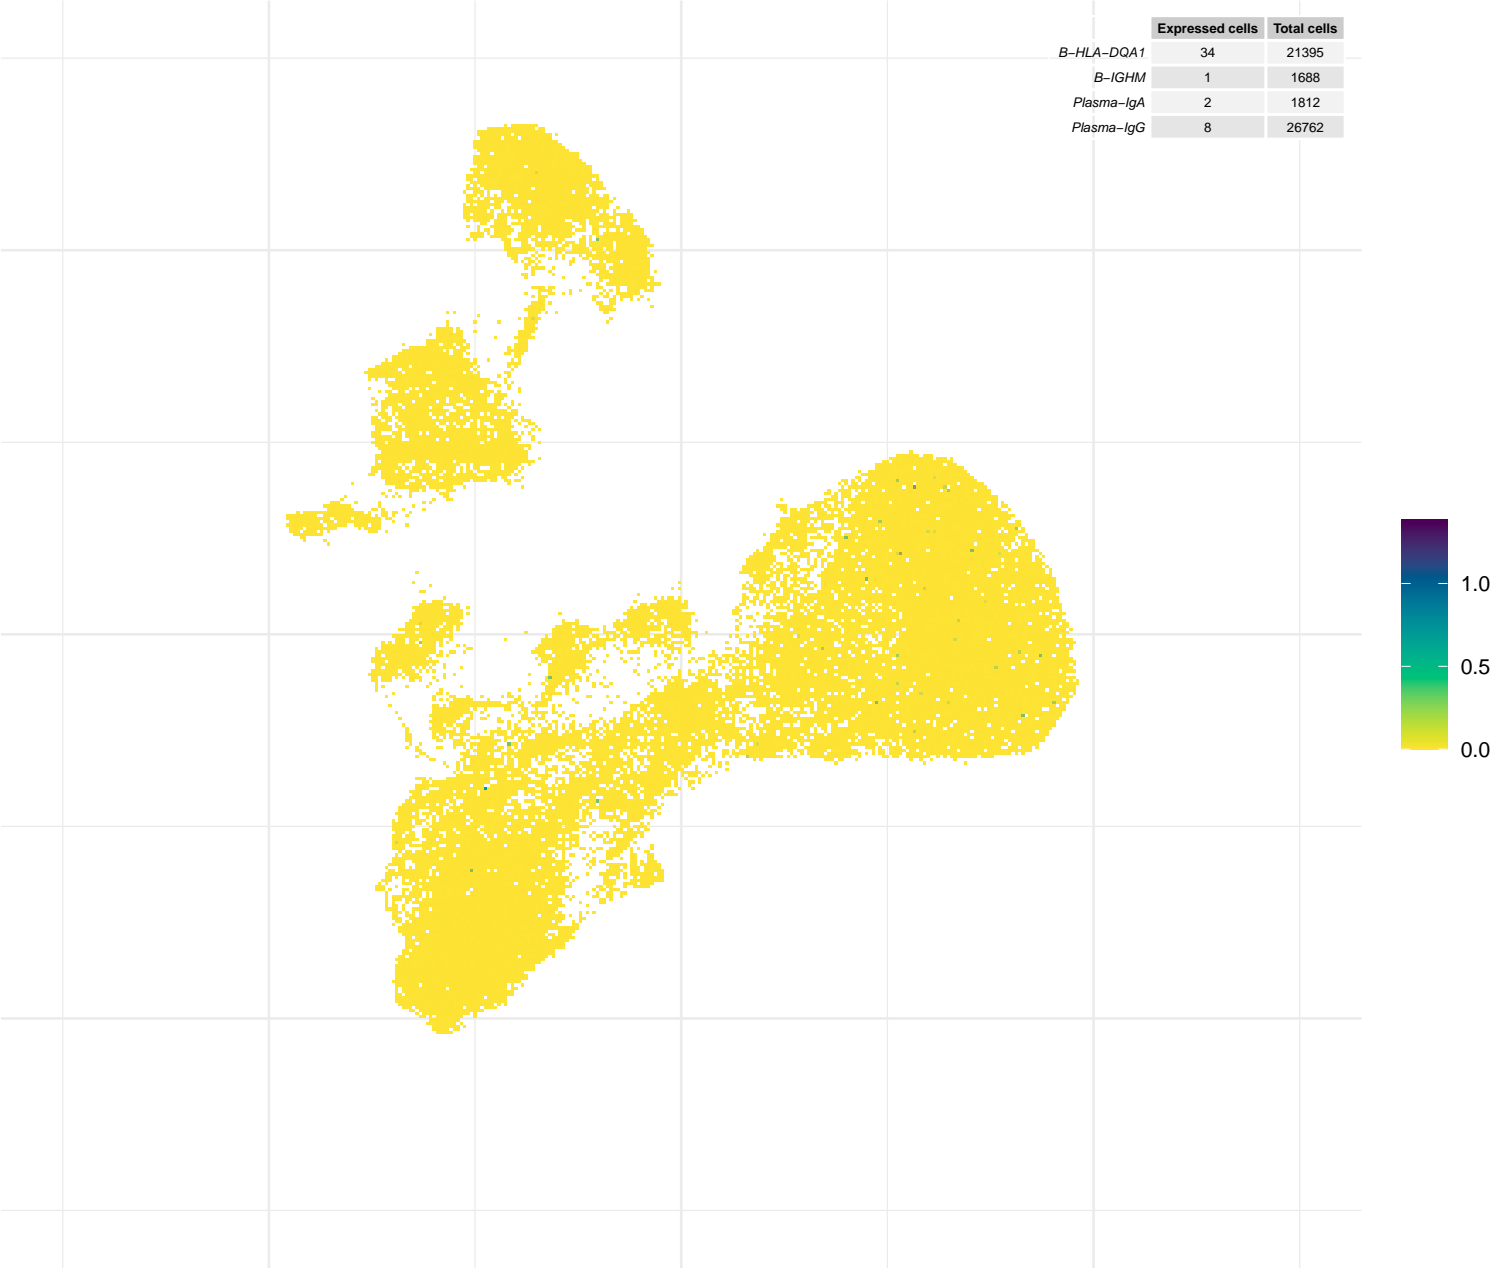 Expressed cells Total cells
B−HLA−DQA1 34 21395
B−IGHM 1 1688
Plasma−IgA 2 1812
Plasma−IgG 8 26762
1.0
0.5
0.0